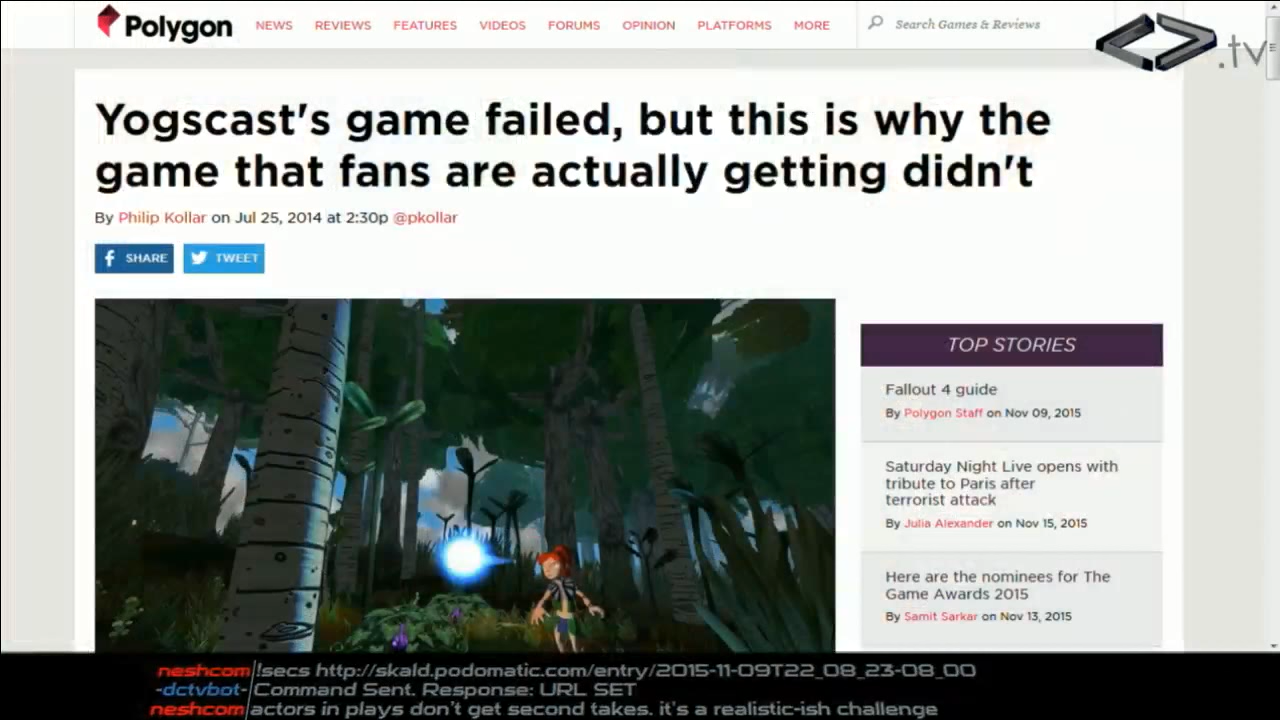 Polygon
NEWS REVIEWS FEATURES VIDEOS FORUMS OPINION PLATFORMS MORE
Search Games & Reviews
<>.tv
Yogscast's game failed, but this is why the
game that fans are actually getting didn't
By Philip Kollar on Jul 25, 2014 at 2:30p @pkollar
SHARE
TWEET
TOP STORIES
Fallout 4 guide
By Polygon Staff on Nov 09, 2015
Saturday Night Live opens with
tribute to Paris after
terrorist attack
By Julia Alexander on Nov 15, 2015
Here are the nominees for The
Game Awards 2015
By Samit Sarkar on Nov 13, 2015
neshcom !secs http://skald.podomatic.com/entry/2015-11-09T22_08_23-08_00
-dctvbot- Command Sent. Response: URL SET
neshcom actors in plays don't get second takes. it's a realistic-ish challenge